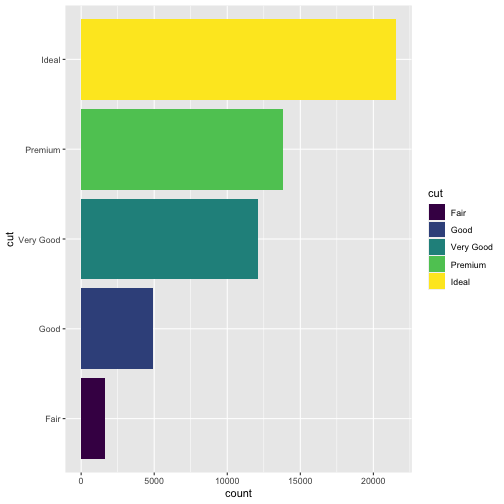 Ideal
Premium
Very Good
Good
Fair
cut
0 5000 10000 15000 20000
count
cut
Fair
Good
Very Good
Premium
Ideal